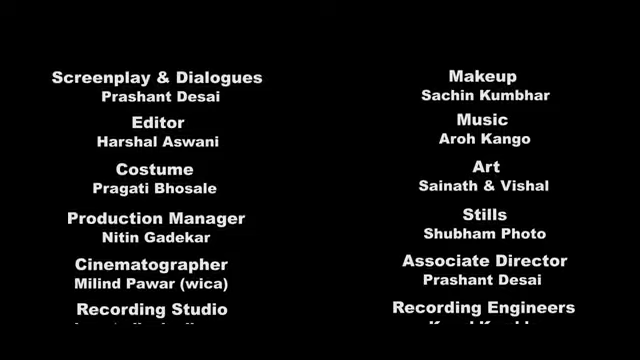 Screenplay & Dialogues
Prashant Desai
Editor
Harshal Aswani
Costume
Pragati Bhosale
Production Manager
Nitin Gadekar
Cinematographer
Milind Pawar (wica)
Recording Studio
Makeup
Sachin Kumbhar
Music
Aroh Kango
Art
Sainath & Vishal
Stills
Shubham Photo
Associate Director
Prashant Desai
Recording Engineers